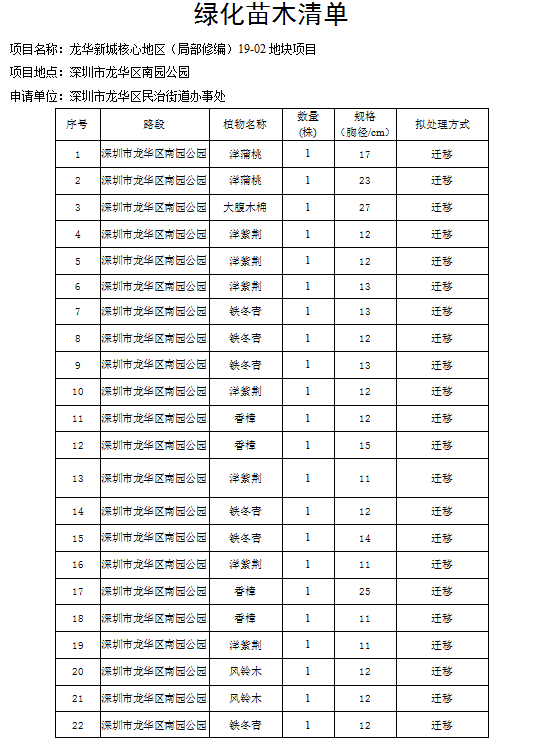 绿化苗木清单
项目名称：龙华新城核心地区（局部修编）19-02 地块项目
项目地点：深圳市龙华区南园公园
申请单位：深圳市龙华区民治街道办事处
序号 路段 植物名称 数量(株) 规格（胸径/cm） 拟处理方式
1 深圳市龙华区南园公园 洋蒲桃 1 17 迁移
2 深圳市龙华区南园公园 洋蒲桃 1 23 迁移
3 深圳市龙华区南园公园 大腹木棉 1 27 迁移
4 深圳市龙华区南园公园 洋紫荆 1 12 迁移
5 深圳市龙华区南园公园 洋紫荆 1 12 迁移
6 深圳市龙华区南园公园 洋紫荆 1 13 迁移
7 深圳市龙华区南园公园 铁冬青 1 13 迁移
8 深圳市龙华区南园公园 铁冬青 1 12 迁移
9 深圳市龙华区南园公园 铁冬青 1 13 迁移
10 深圳市龙华区南园公园 洋紫荆 1 12 迁移
11 深圳市龙华区南园公园 香樟 1 12 迁移
12 深圳市龙华区南园公园 香樟 1 15 迁移
13 深圳市龙华区南园公园 洋紫荆 1 11 迁移
14 深圳市龙华区南园公园 铁冬青 1 12 迁移
15 深圳市龙华区南园公园 铁冬青 1 14 迁移
16 深圳市龙华区南园公园 洋紫荆 1 11 迁移
17 深圳市龙华区南园公园 香樟 1 25 迁移
18 深圳市龙华区南园公园 香樟 1 11 迁移
19 深圳市龙华区南园公园 洋紫荆 1 11 迁移
20 深圳市龙华区南园公园 风铃木 1 12 迁移
21 深圳市龙华区南园公园 风铃木 1 12 迁移
22 深圳市龙华区南园公园 铁冬青 1 12 迁移